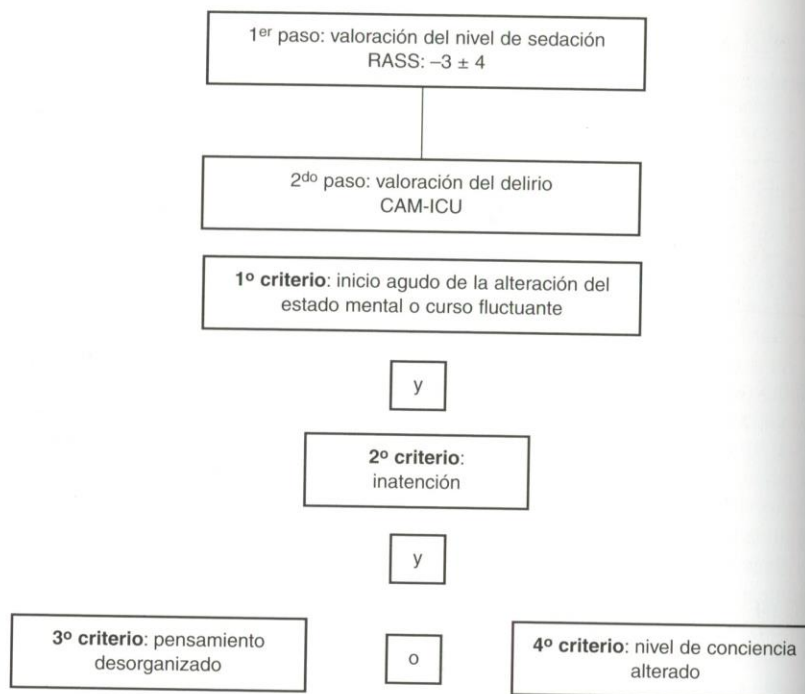 1er paso: valoración del nivel de sedación
RASS: –3 ± 4
2do paso: valoración del delirio
CAM-ICU
1º criterio: inicio agudo de la alteración del
estado mental o curso fluctuante
y
2º criterio:
inatención
y
3º criterio: pensamiento
desorganizado
o
4º criterio: nivel de conciencia
alterado